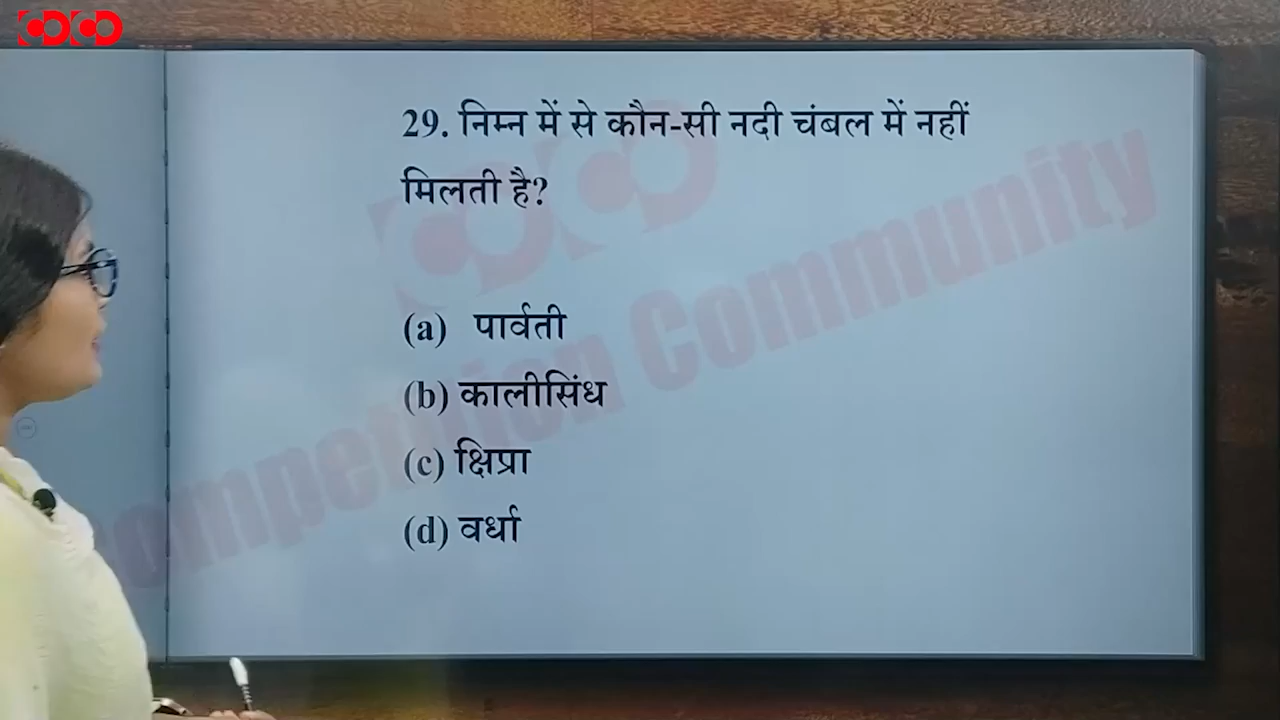 29. निम्न में से कौन-सी नदी चंबल में नहीं
मिलती है?
(a) पार्वती
(b) कालीसिंध
(c) क्षिप्रा
(d) वर्धा
Competition Community